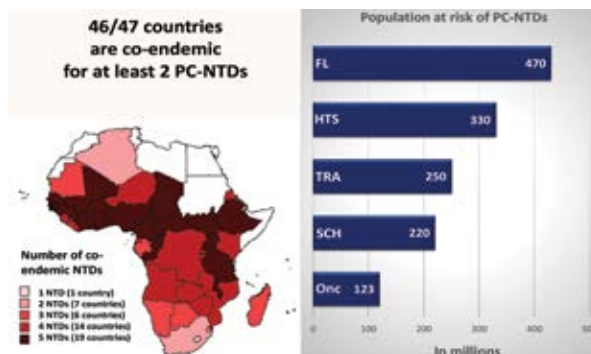 46/47 countries
are co-endemic
for at least 2 PC-NTDs
Number of co-
endemic NTDs
1 NTD (1 country)
2 NTDs (7 countries)
3 NTDs (6 countries)
4 NTDs (14 countries)
5 NTDs (19 countries)
Population at risk of PC-NTDs
FL 470
HTS 330
TRA 250
SCH 220
Onc 123
0 100 200 300 400
In millions